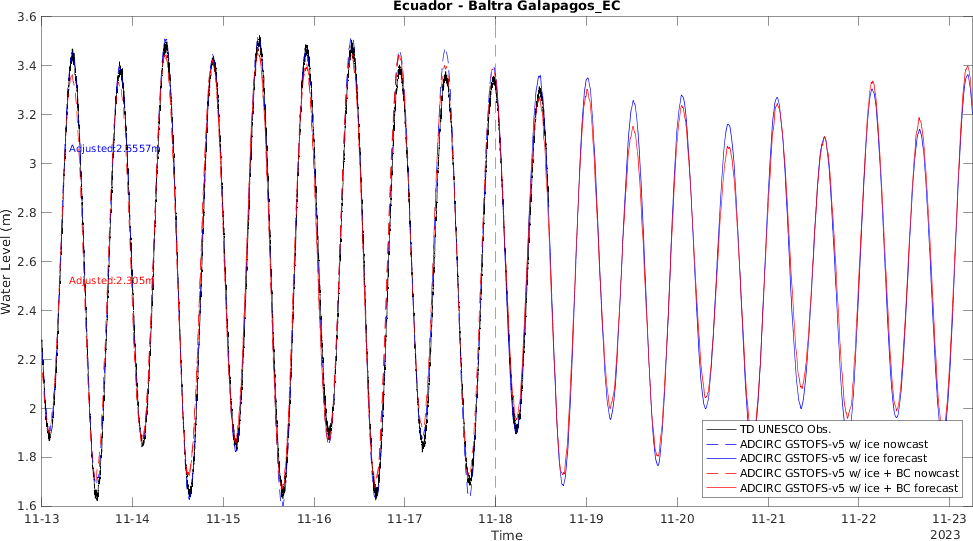 Ecuador - Baltra Galapagos_EC
3.6
3.4
3.2
3
2.8
2.6
2.4
2.2
2
1.8
1.6
Water Level (m)
Adjusted:2.5557m
Adjusted:2.305m
TD UNESCO Obs.
ADCIRC GSTOFS-v5 w/ ice nowcast
ADCIRC GSTOFS-v5 w/ ice forecast
ADCIRC GSTOFS-v5 w/ ice + BC nowcast
ADCIRC GSTOFS-v5 w/ ice + BC forecast
11-13 11-14 11-15 11-16 11-17 11-18 11-19 11-20 11-21 11-22 11-23
2023
Time